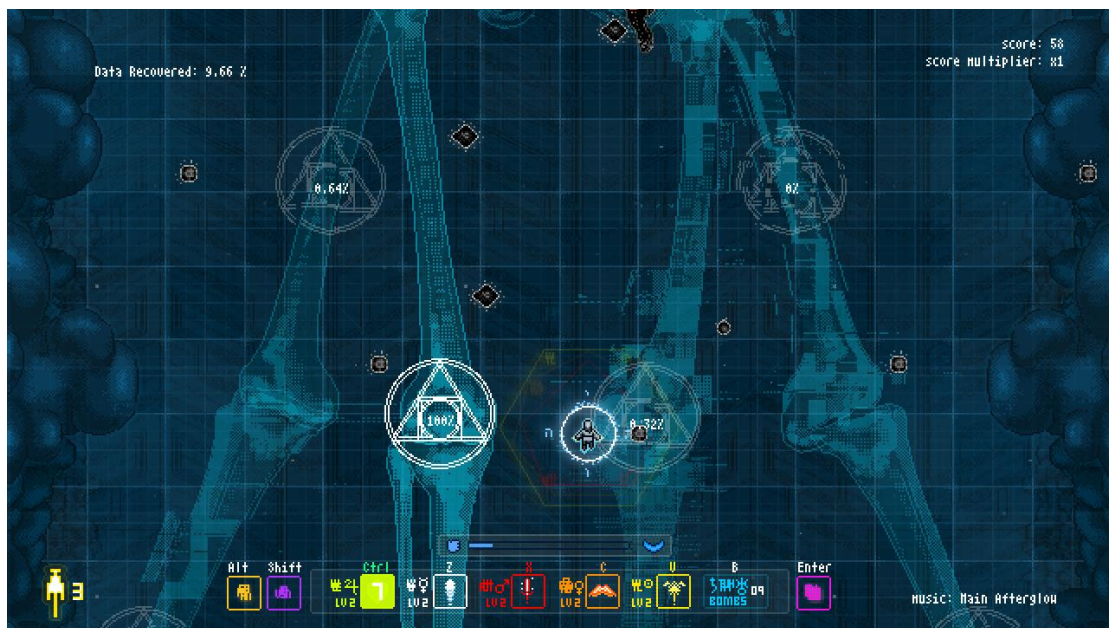 score: 58
score multiplier: x1
Data Recovered: 9.66 %
0.64%
0%
100%
0.32%
Alt Shift Ctrl Z X C V B Enter
LV2 LV2 LV2 LV2 LV2 BOMBS 09
3
music: Main Afterglow